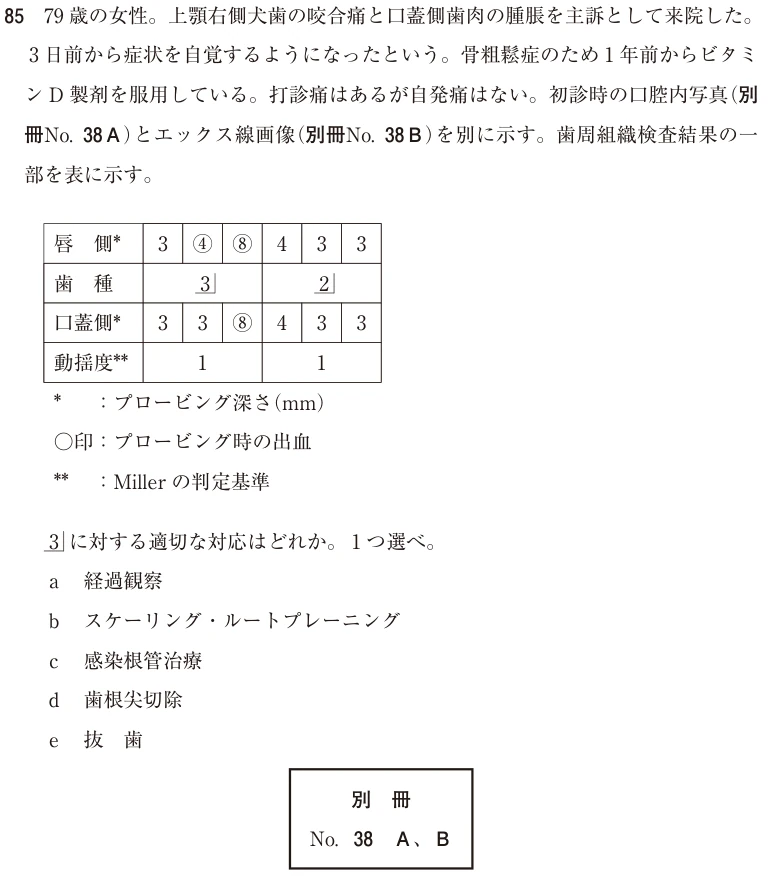 85 79歳の女性。上顎右側犬歯の咬合痛と口蓋側歯肉の腫脹を主訴として来院した。
3日前から症状を自覚するようになったという。骨粗鬆症のため1年前からビタミ
ンD製剤を服用している。打診痛はあるが自発痛はない。初診時の口腔内写真(別
冊No. 38A)とエックス線画像(別冊No. 38B)を別に示す。歯周組織検査結果の一
部を表に示す。
唇 側* 3 ④ ⑧ 4 3 3
歯 種 3 2
口蓋側* 3 3 ⑧ 4 3 3
動揺度** 1 1
* :プロービング深さ(mm)
○印:プロービング時の出血
** :Millerの判定基準
3に対する適切な対応はどれか。1つ選べ。
a 経過観察
b スケーリング・ルートプレーニング
c 感染根管治療
d 歯根尖切除
e 抜 歯
別 冊
No. 38 A、B